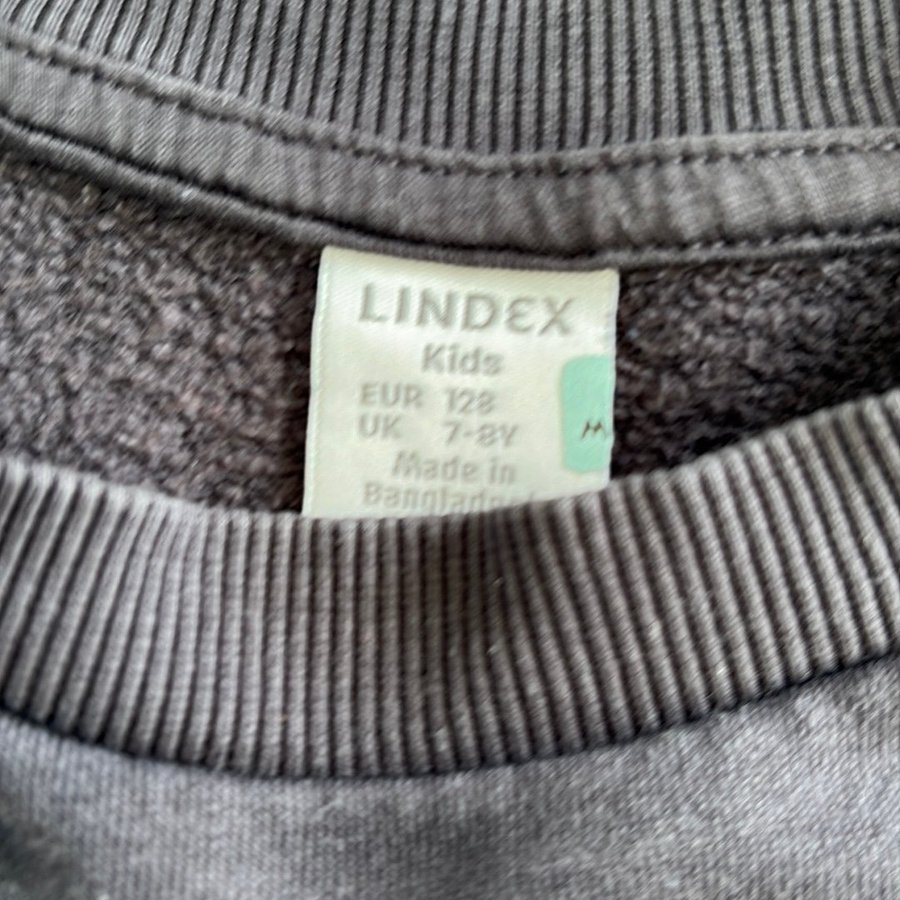 LINDEX
Kids
EUR 128
UK 7-8Y
Made in